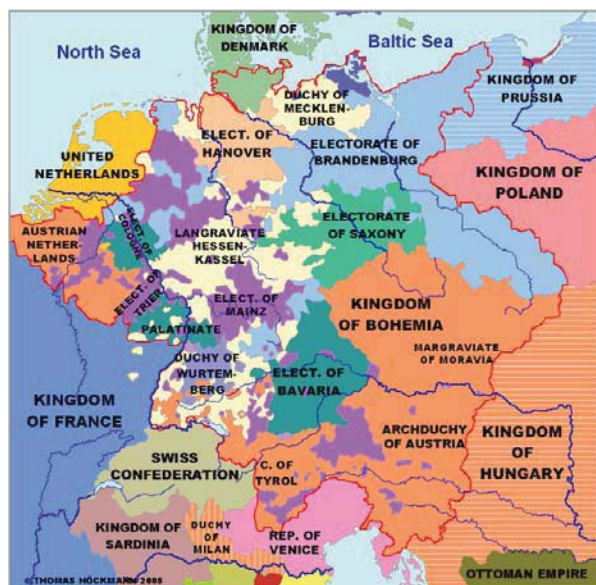 North Sea
KINGDOM OF
DENMARK
Baltic Sea
KINGDOM OF
PRUSSIA
DUCHY OF
MECKLEN-
BURG
ELECT. OF
HANOVER
ELECTORATE OF
BRANDENBURG
UNITED
NETHERLANDS
KINGDOM OF
POLAND
AUSTRIAN
NETHER-
LANDS
ELECT. OF
COLOGNE
LANGRAVIATE
HESSEN-
KASSEL
ELECTORATE
OF SAXONY
ELECT. OF
TRIER
ELECT. OF
MAINZ
KINGDOM
OF BOHEMIA
PALATINATE
MARGRAVIATE
OF MORAVIA
DUCHY OF
WURTEM-
BERG
ELECT. OF
BAVARIA
KINGDOM
OF FRANCE
ARCHDUCHY
OF AUSTRIA
KINGDOM
OF
HUNGARY
SWISS
CONFEDERATION
C. OF
TYROL
KINGDOM OF
SARDINIA
DUCHY
OF
MILAN
REP. OF
VENICE
OTTOMAN EMPIRE
©THOMAS HÖCKMANN 2005